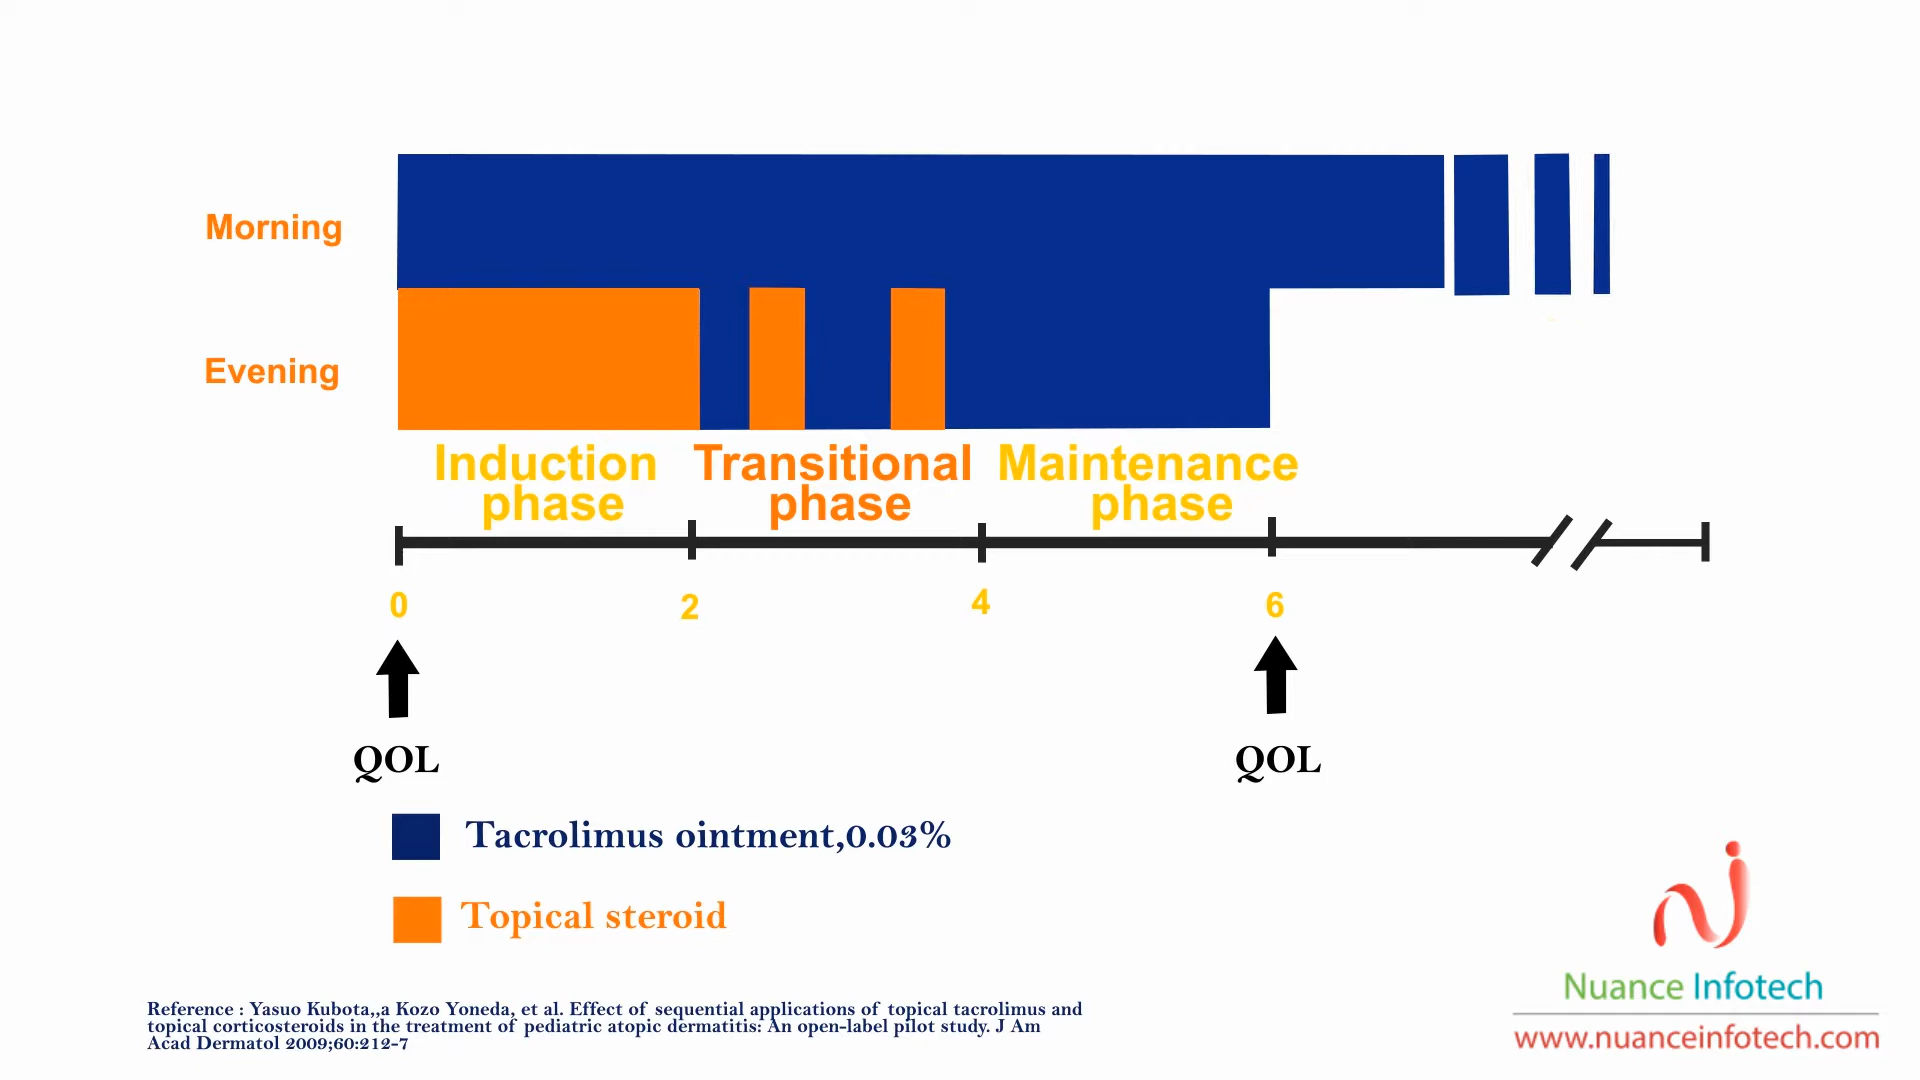 Morning
Evening
Induction
phase
Transitional
phase
Maintenance
phase
0
2
4
6
QOL
QOL
Tacrolimus ointment,0.03%
Topical steroid
Reference : Yasuo Kubota,,a Kozo Yoneda, et al. Effect of sequential applications of topical tacrolimus and
topical corticosteroids in the treatment of pediatric atopic dermatitis: An open-label pilot study. J Am
Acad Dermatol 2009;60:212-7
Nuance Infotech
www.nuanceinfotech.com